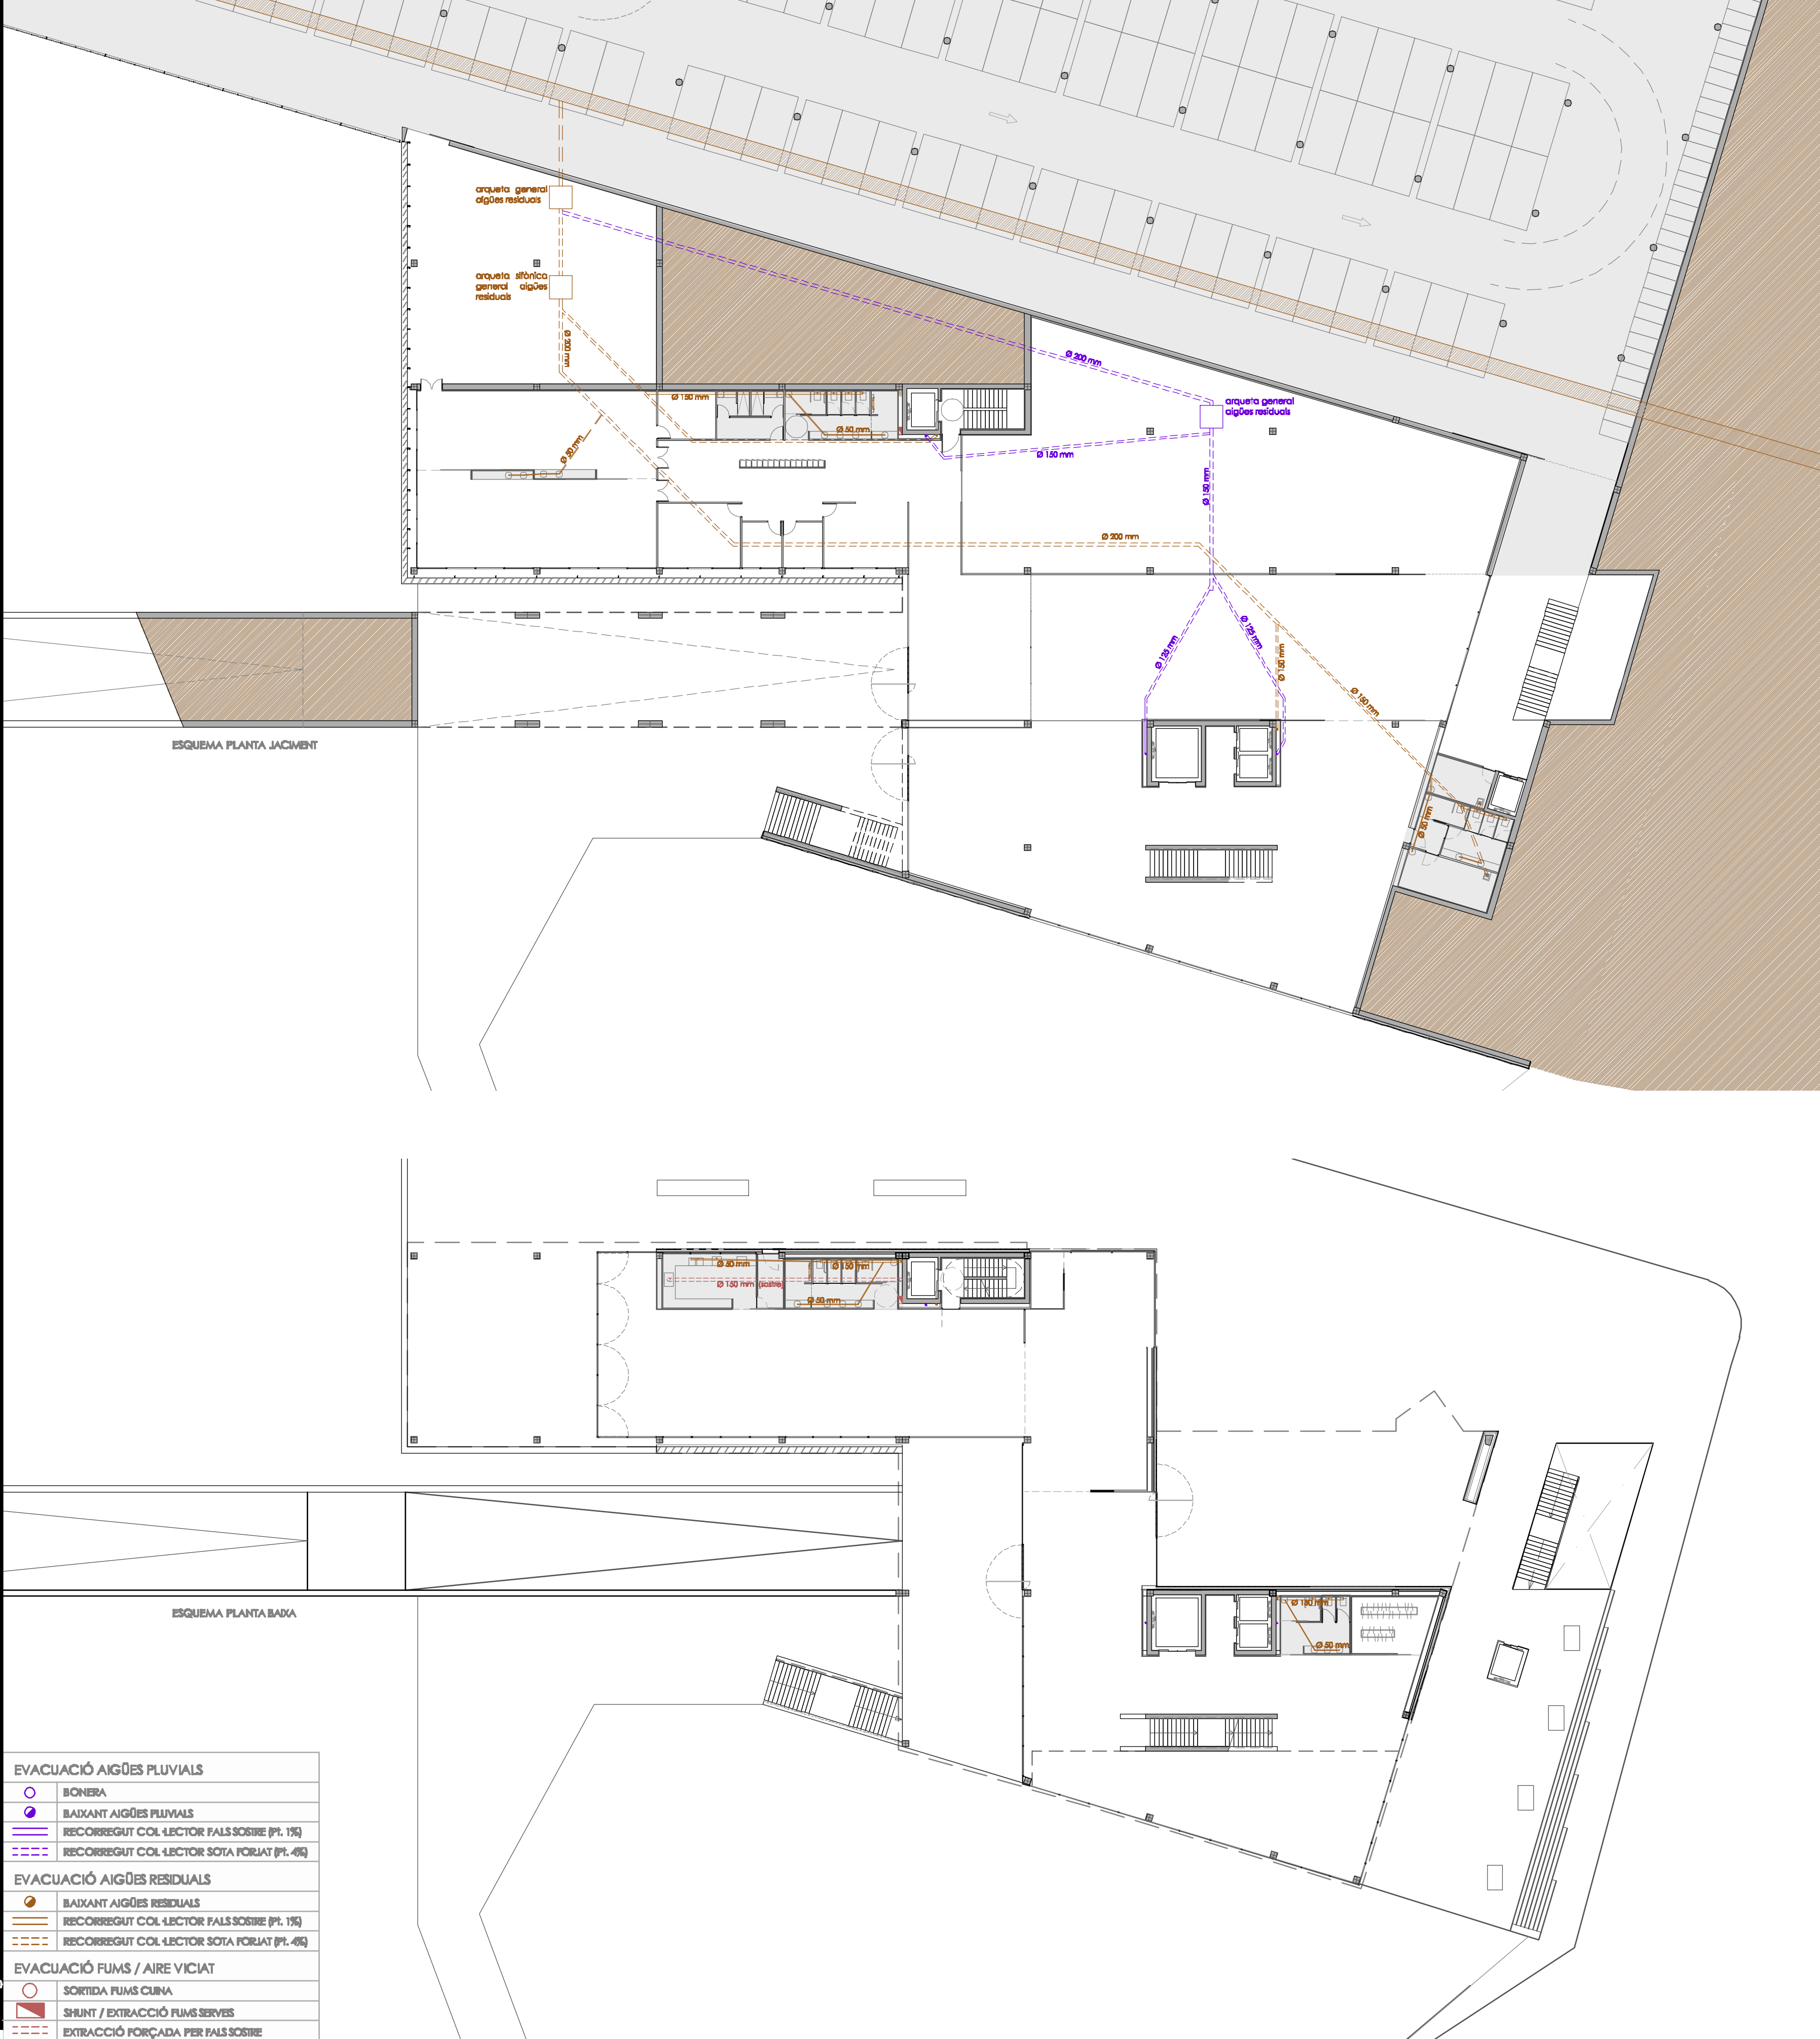 arqueta general
aigües residuals
arqueta sifònica
general aigües
residuals
Ø 200 mm
Ø 200 mm
arqueta general
aigües residuals
Ø 150 mm
Ø 50 mm
Ø 50 mm
Ø 150 mm
Ø 150 mm
Ø 200 mm
Ø 125 mm
Ø 125 mm
Ø 150 mm
Ø 150 mm
Ø 50 mm
ESQUEMA PLANTA JACIMENT
Ø 50 mm
Ø 150 mm
Ø 150 mm (sostre)
Ø 50 mm
ESQUEMA PLANTA BAIXA
Ø 150 mm
Ø 50 mm
EVACUACIÓ AIGÜES PLUVIALS
BONERA
BAIXANT AIGÜES PLUVIALS
RECORREGUT COL·LECTOR FALS SOSTRE (Pt. 1%)
RECORREGUT COL·LECTOR SOTA FORJAT (Pt. 4%)
EVACUACIÓ AIGÜES RESIDUALS
BAIXANT AIGÜES RESIDUALS
RECORREGUT COL·LECTOR FALS SOSTRE (Pt. 1%)
RECORREGUT COL·LECTOR SOTA FORJAT (Pt. 4%)
EVACUACIÓ FUMS / AIRE VICIAT
SORTIDA FUMS CUINA
SHUNT / EXTRACCIÓ FUMS SERVEIS
EXTRACCIÓ FORÇADA PER FALS SOSTRE